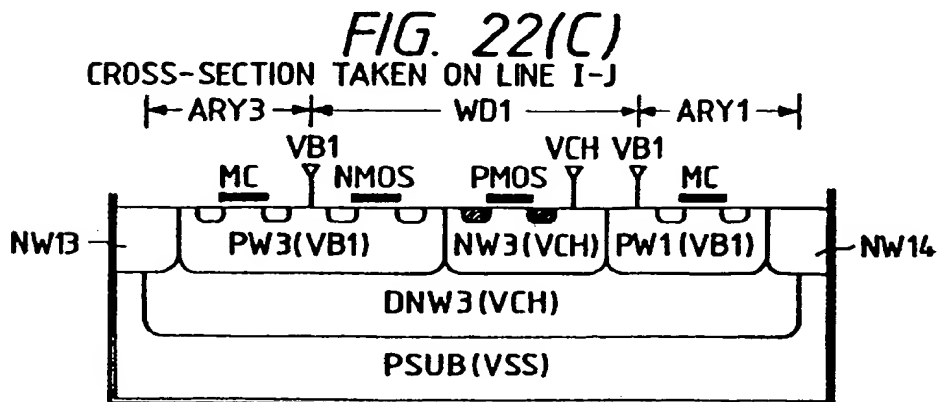 FIG. 22(C)
CROSS-SECTION TAKEN ON LINE I-J
ARY3 WD1 ARY1
VB1 VCH VB1
MC NMOS PMOS MC
NW13 PW3(VB1) NW3(VCH) PW1(VB1) NW14
DNW3(VCH)
PSUB(VSS)